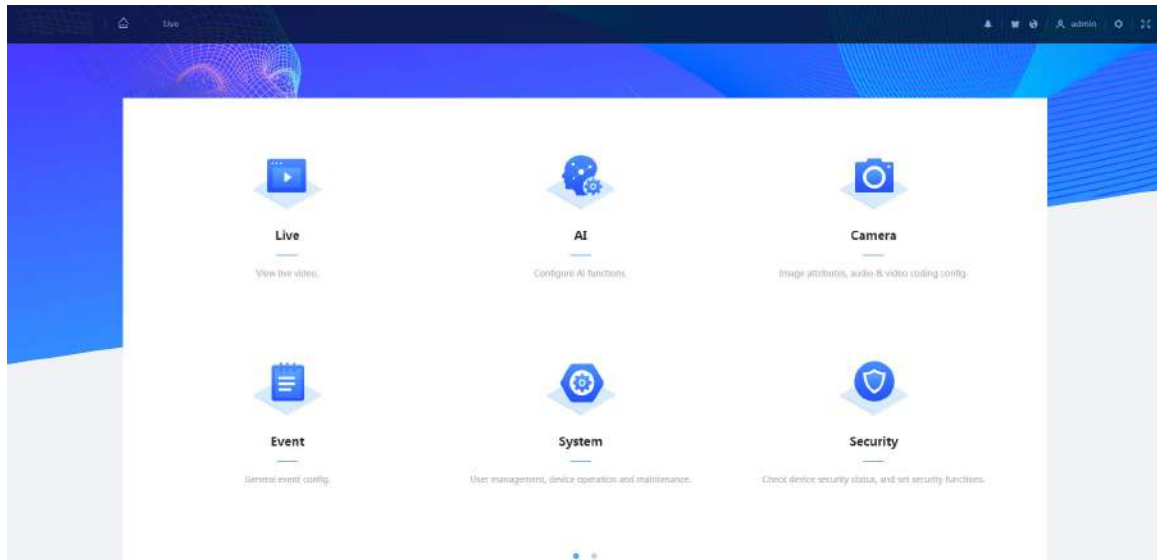 Live
admin
Live
AI
Camera
View live video.
Configure AI functions.
Image attributes, audio & video coding config.
Event
System
Security
General event config.
User management, device operation and maintenance.
Check device security status, and set security functions.